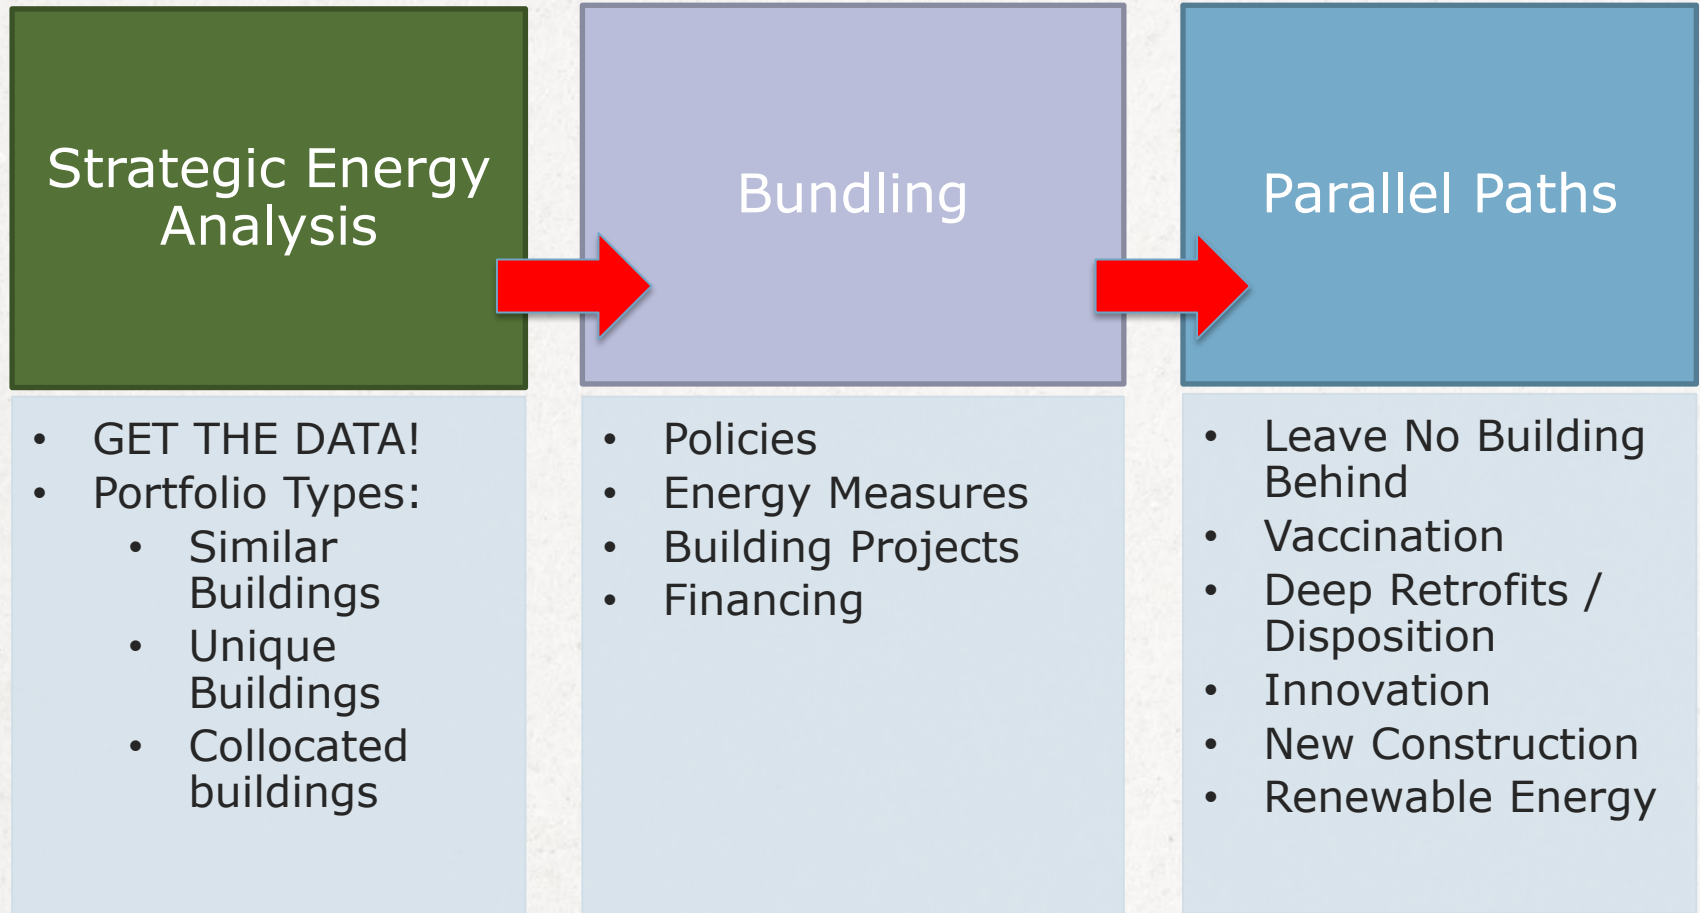 Strategic Energy
Analysis
• GET THE DATA!
• Portfolio Types:
• Similar
Buildings
• Unique
Buildings
• Collocated
buildings
Bundling
• Policies
• Energy Measures
• Building Projects
• Financing
Parallel Paths
• Leave No Building
Behind
• Vaccination
• Deep Retrofits /
Disposition
• Innovation
• New Construction
• Renewable Energy